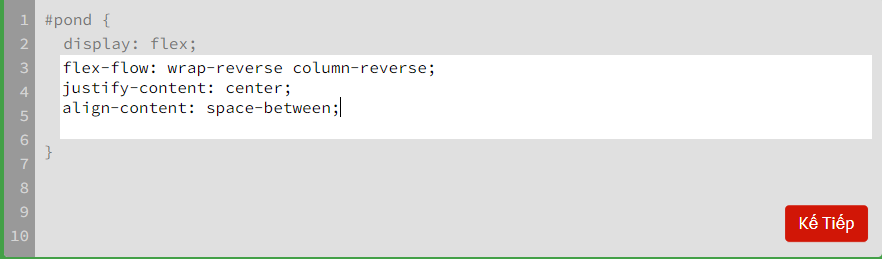 1 #pond {
2 display: flex;
3 flex-flow: wrap-reverse column-reverse;
4 justify-content: center;
5 align-content: space-between;
6
7 }
8
9
10
Kế Tiếp